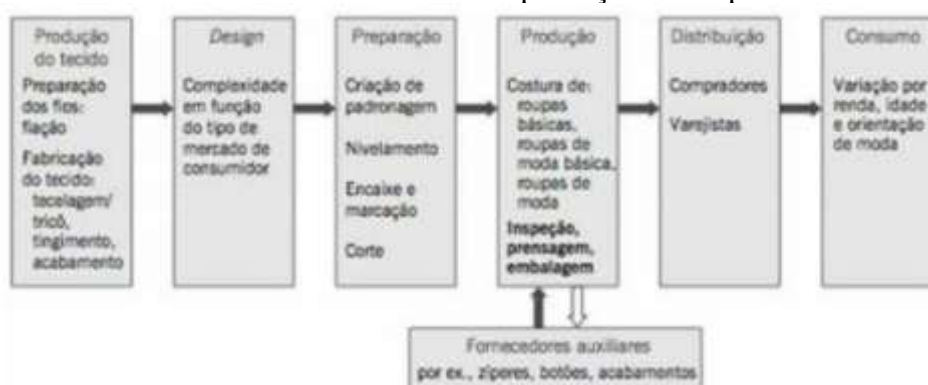 Produção
do tecido
Preparação
dos fios:
fiação
Fabricação
do tecido:
tecelagem/
tricô,
tingimento,
acabamento
Design
Complexidade
em função
do tipo de
mercado de
consumidor
Preparação
Criação de
padronagem
Nivelamento
Encaixe e
marcação
Corte
Produção
Costura de:
roupas
básicas,
roupas de
moda básica,
roupas de
moda
Inspeção,
prensagem,
embalagem
Distribuição
Compradores
Varejistas
Consumo
Variação por
renda, idade
e orientação
de moda
Fornecedores auxiliares
por ex., zíperes, botões, acabamentos